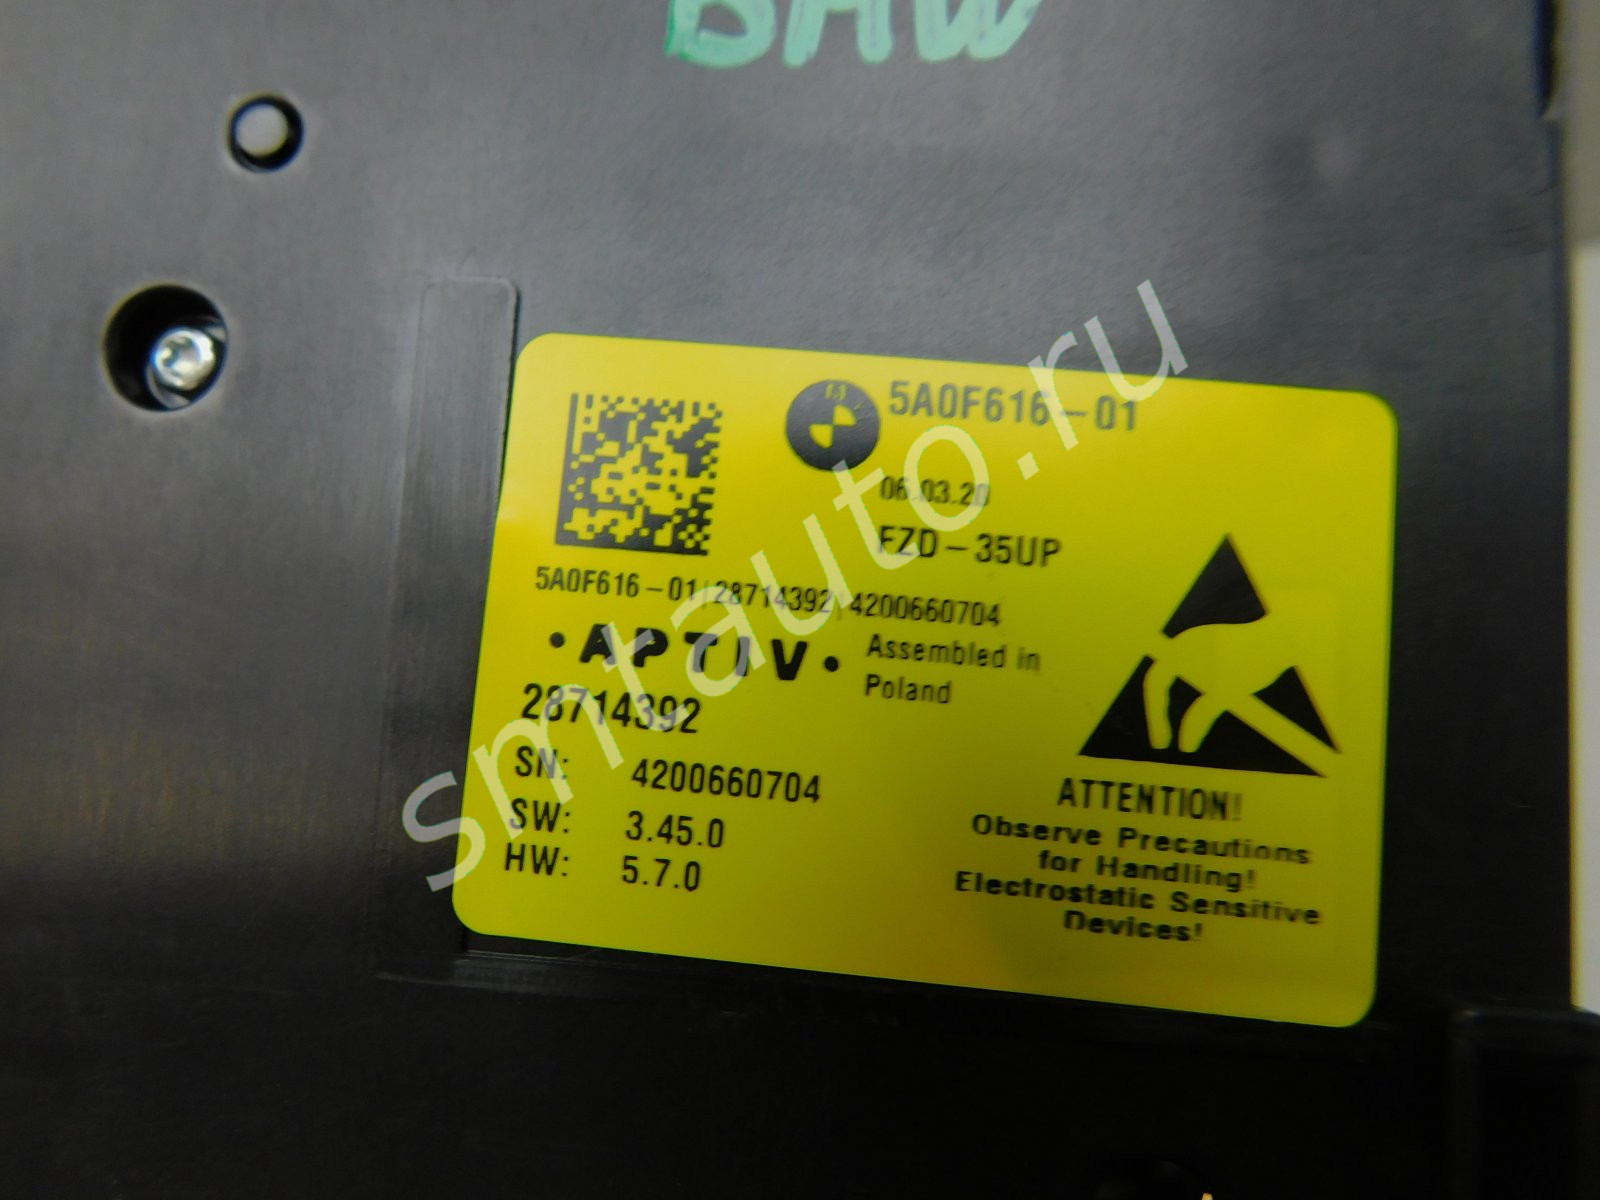 BAW
5A0F616-01
06.03.20
FZD-35UP
5A0F616-01/28714392/4200660704
·APTIV·
Assembled in
Poland
28714392
SN: 4200660704
SW: 3.45.0
HW: 5.7.0
ATTENTION!
Observe Precautions
for Handling!
Electrostatic Sensitive
Devices!
smtauto.ru